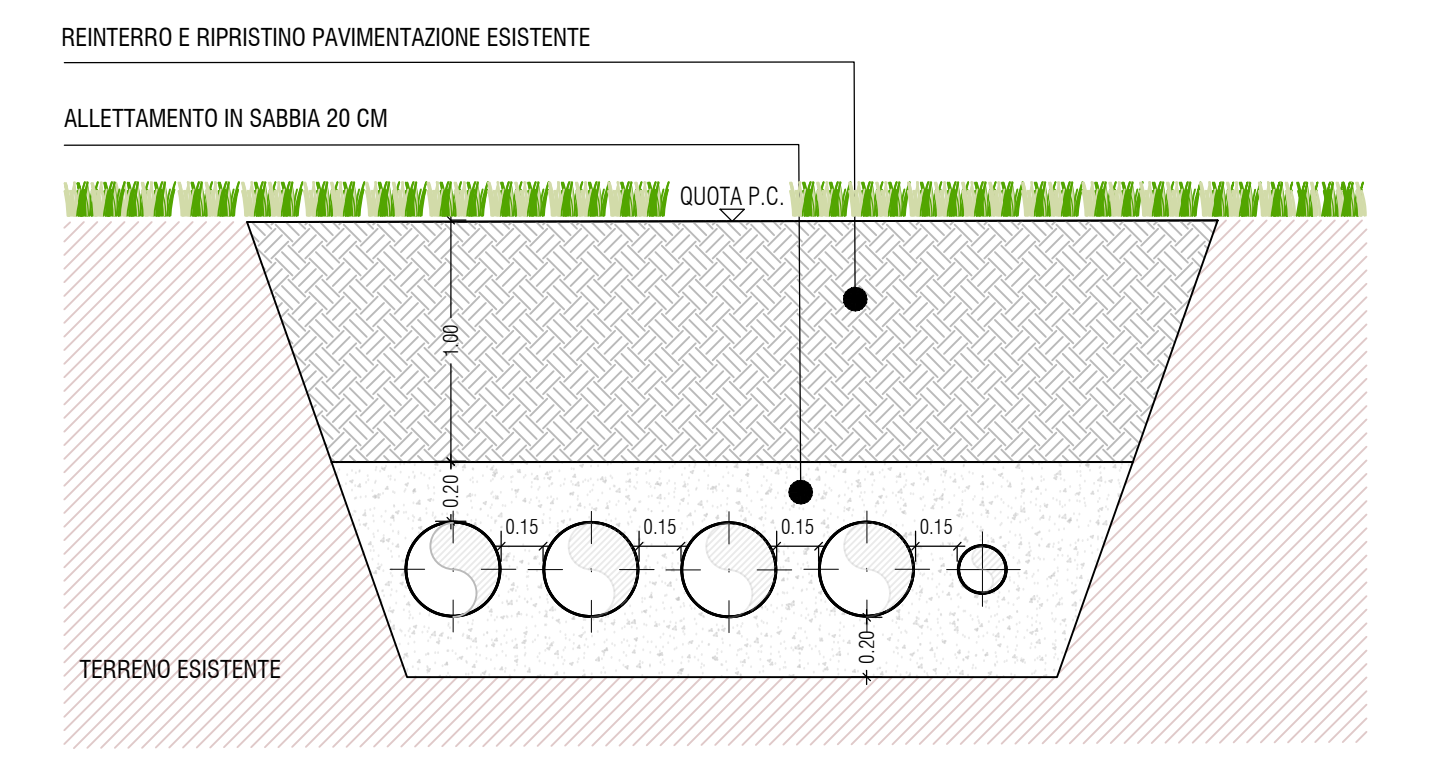 REINTERRO E RIPRISTINO PAVIMENTAZIONE ESISTENTE
ALLETTAMENTO IN SABBIA 20 CM
QUOTA P.C.
1.00
0.20
0.15
0.15
0.15
0.15
0.20
TERRENO ESISTENTE